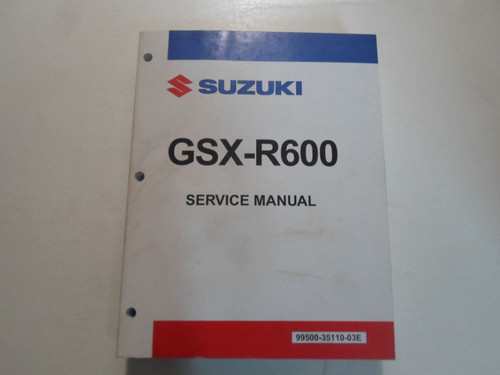 SUZUKI
GSX-R600
SERVICE MANUAL
99500-35110-03E